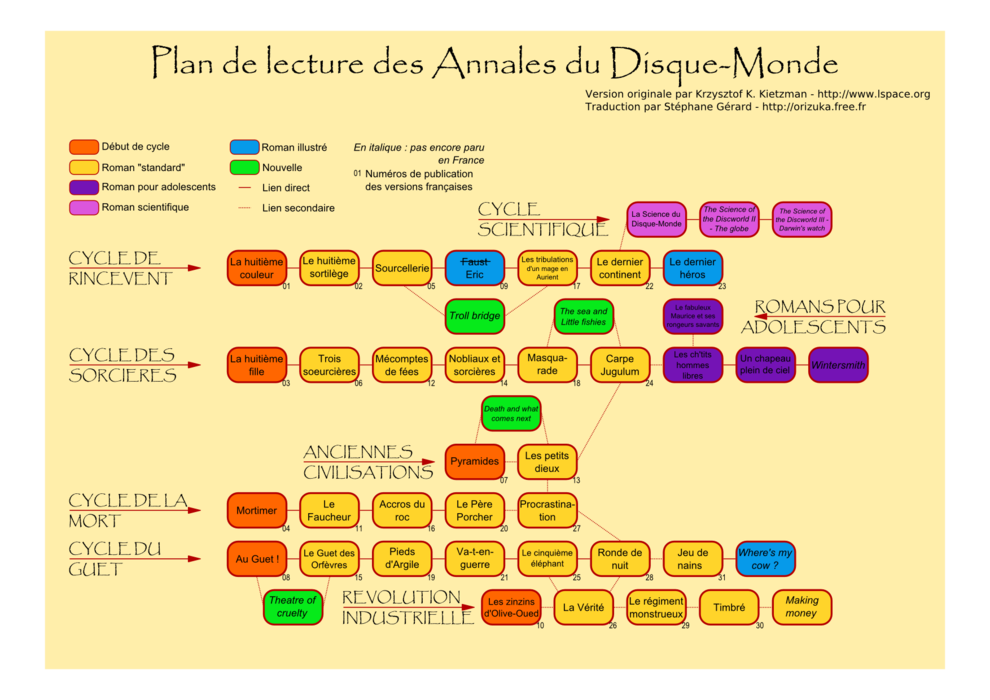 Plan de lecture des Annales du Disque-Monde
Version originale par Krzysztof K. Kietzman - http://www.lspace.org
Traduction par Stéphane Gérard - http://orizuka.free.fr
Début de cycle
Roman "standard"
Roman pour adolescents
Roman scientifique
Roman illustré
Nouvelle
Lien direct
Lien secondaire
En italique : pas encore paru
en France
01 Numéros de publication
des versions françaises
CYCLE
SCIENTIFIQUE
La Science du
Disque-Monde
The Science of
the Discworld II
- The globe
The Science of
the Discworld III -
Darwin's watch
CYCLE DE
RINCEVENT
La huitième
couleur
01
Le huitième
sortilège
02
Sourcellerie
05
Faust
Eric
09
Les tribulations
d'un mage en
Aurient
17
Le dernier
continent
22
Le dernier
héros
23
Troll bridge
The sea and
Little fishies
Le fabuleux
Maurice et ses
rongeurs savants
ROMANS POUR
ADOLESCENTS
CYCLE DES
SORCIERES
La huitième
fille
03
Trois
soeurcières
06
Mécomptes
de fées
12
Nobliaux et
sorcières
14
Masqua-
rade
18
Carpe
Jugulum
24
Les ch'tits
hommes
libres
Un chapeau
plein de ciel
Wintersmith
Death and what
comes next
ANCIENNES
CIVILISATIONS
Pyramides
07
Les petits
dieux
13
CYCLE DE LA
MORT
Mortimer
04
Le
Faucheur
11
Accros du
roc
16
Le Père
Porcher
20
Procrastina-
tion
27
CYCLE DU
GUET
Au Guet !
08
Le Guet des
Orfèvres
15
Pieds
d'Argile
19
Va-t-en-
guerre
21
Le cinquième
éléphant
25
Ronde de
nuit
28
Jeu de
nains
31
Where's my
cow ?
Theatre of
cruelty
REVOLUTION
INDUSTRIELLE
Les zinzins
d'Olive-Oued
10
La Vérité
26
Le régiment
monstrueux
29
Timbré
30
Making
money